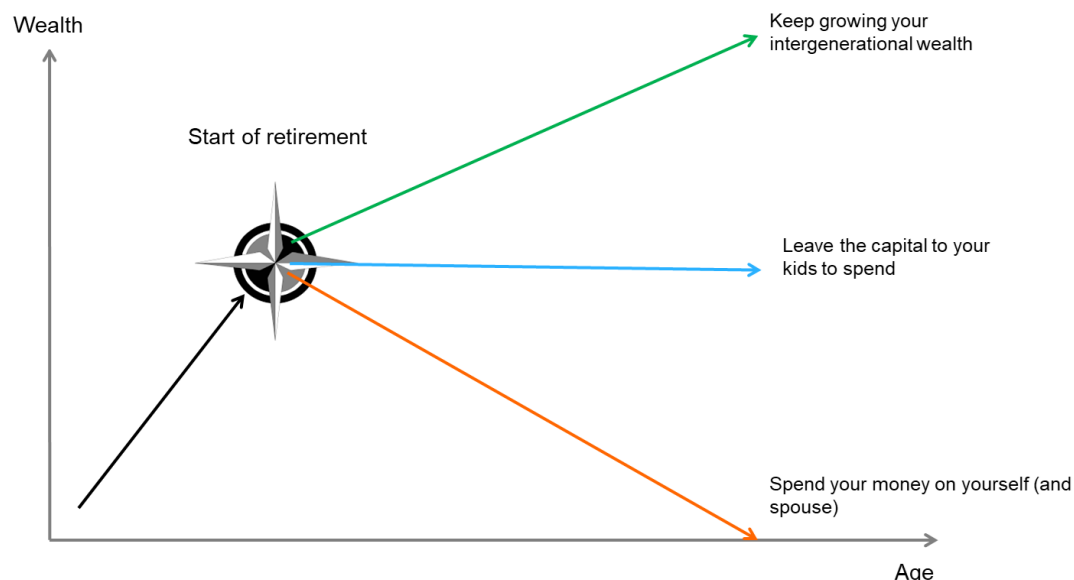 Wealth
Keep growing your
intergenerational wealth
Start of retirement
Leave the capital to your
kids to spend
Spend your money on yourself (and
spouse)
Age